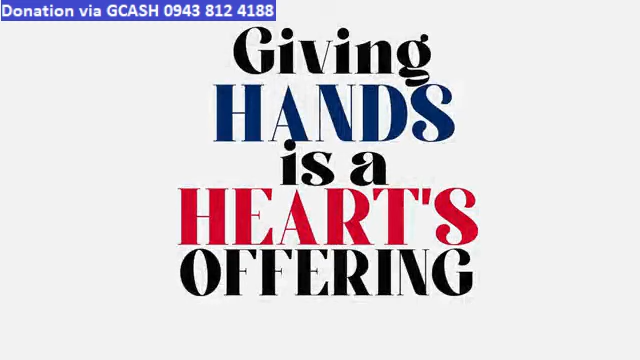 Donation via GCASH 0943 812 4188
Giving
HANDS
is a
HEART'S
OFFERING